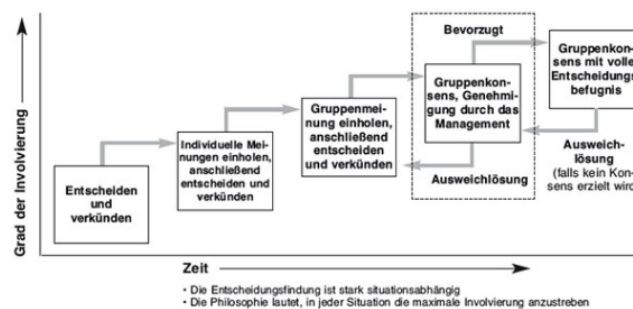 Grad der Involvierung
Entscheiden
und
verkünden
Individuelle Mei-
nungen einholen,
anschließend
entscheiden und
verkünden
Gruppenmei-
nung einholen,
anschließend
entscheiden
und verkünden
Bevorzugt
Gruppenkon-
sens, Genehmi-
gung durch das
Management
Ausweichlösung
Gruppenkon-
sens mit volle
Entscheidungs
befugnis
Ausweich-
lösung
(falls kein Kon-
sens erzielt wird
Zeit
• Die Entscheidungsfindung ist stark situationsabhängig
• Die Philosophie lautet, in jeder Situation die maximale Involvierung anzustreben